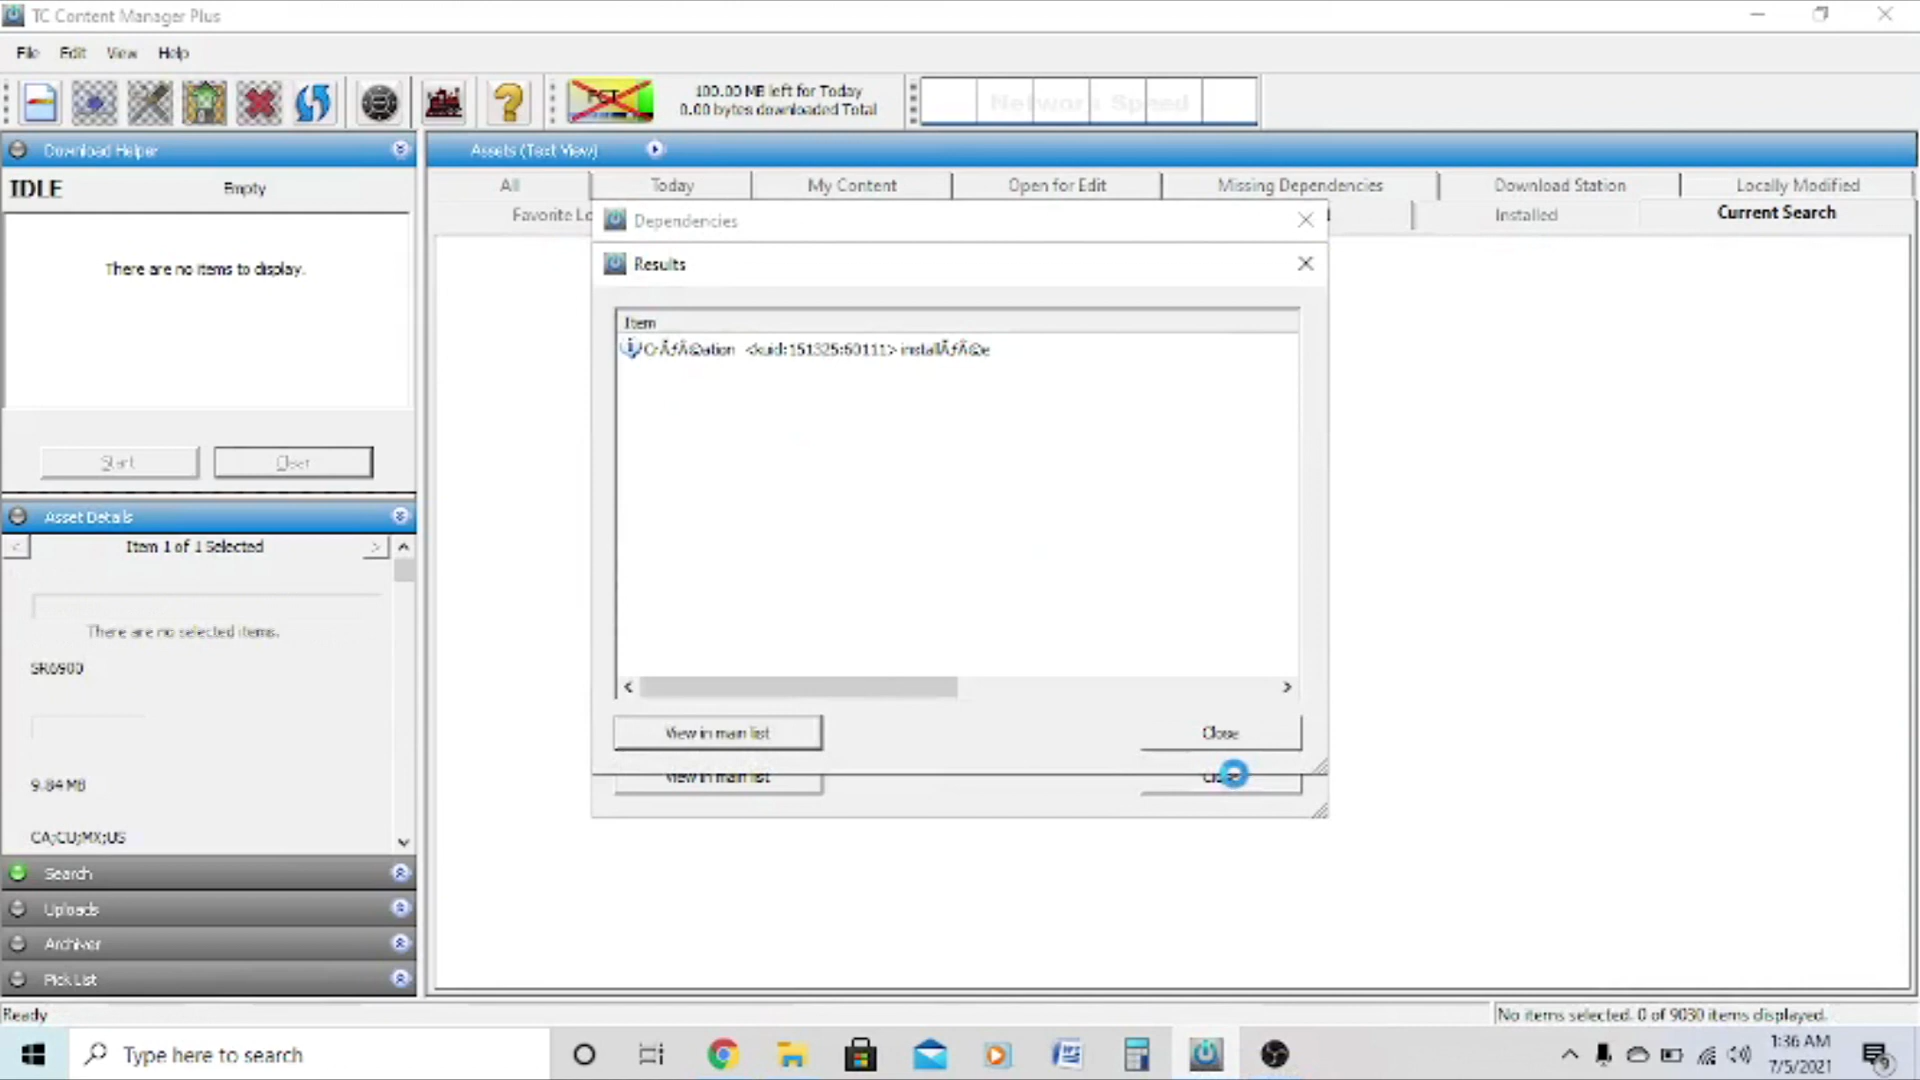 TC Content Manager Plus
File Edit View Help
100.00 MB left for Today
0.00 bytes downloaded Total
Network Speed
Download Helper
Assets (Text View)
IDLE Empty
All Today My Content Open for Edit Missing Dependencies Download Station Locally Modified
Favorite Lo Installed Current Search
Dependencies
Results
There are no items to display.
Item
CrÃƒÂ©ation <kuid:151325:60111> installÃƒÂ©e
Start Clear
Asset Details
Item 1 of 1 Selected
There are no selected items.
SR6900
9.84 MB
CA;CU;MX;US
View in main list Close
View in main list
Search
Uploads
Archiver
Pick List
Ready
No items selected. 0 of 9030 items displayed.
Type here to search
1:36 AM
7/5/2021
9